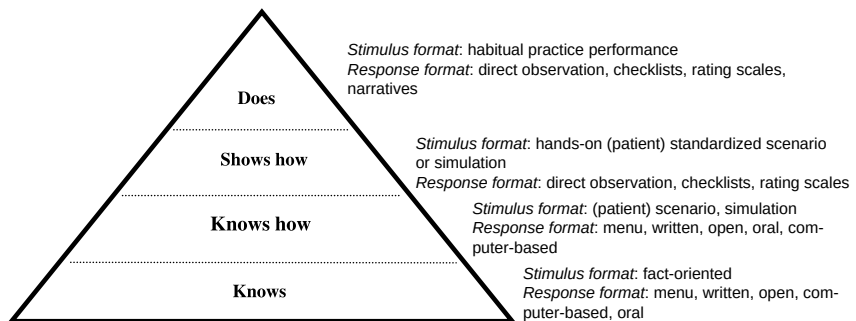 Stimulus format: habitual practice performance
Response format: direct observation, checklists, rating scales,
narratives
Does
Stimulus format: hands-on (patient) standardized scenario
or simulation
Response format: direct observation, checklists, rating scales
Shows how
Stimulus format: (patient) scenario, simulation
Response format: menu, written, open, oral, com-
puter-based
Knows how
Stimulus format: fact-oriented
Response format: menu, written, open, com-
puter-based, oral
Knows